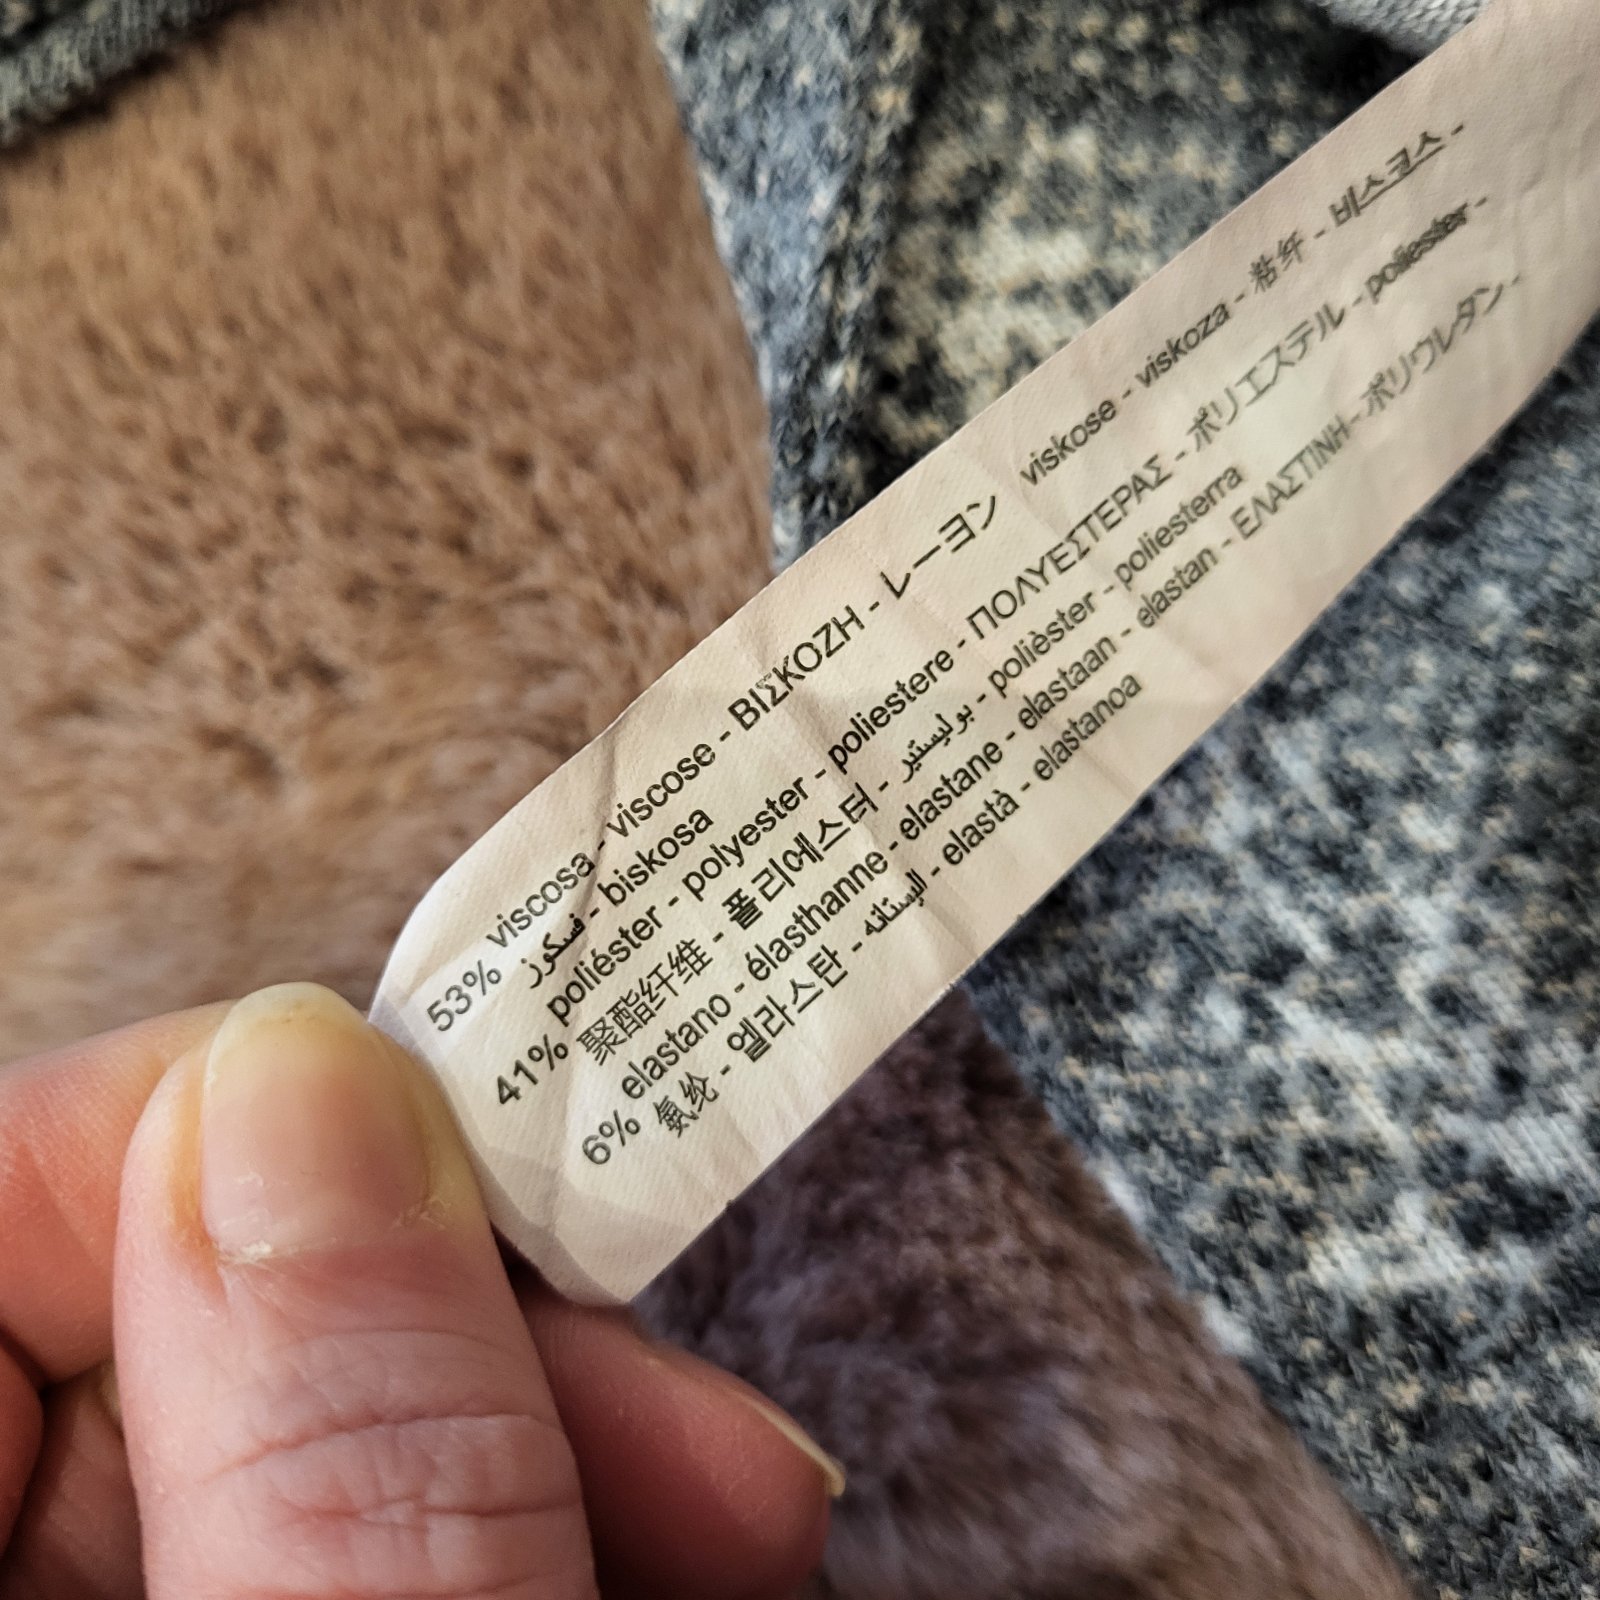 53% viscosa - viscose - ΒΙΣΚΟΖΗ - レーヨン viskose - viskoza - 粘纤 - 비스코스 -
فسكوز - biskosa
41% poliéster - polyester - poliestere - ΠΟΛΥΕΣΤΕΡΑΣ - ポリエステル - poliester -
聚酯纤维 - 폴리에스터 - بوليستير - polièster - poliesterra
6% elastano - élasthanne - elastane - elastaan - elastan - ΕΛΑΣΤΙΝΗ - ポリウレタン -
氨纶 - 엘라스탄 - اليستانه - elastà - elastanoa